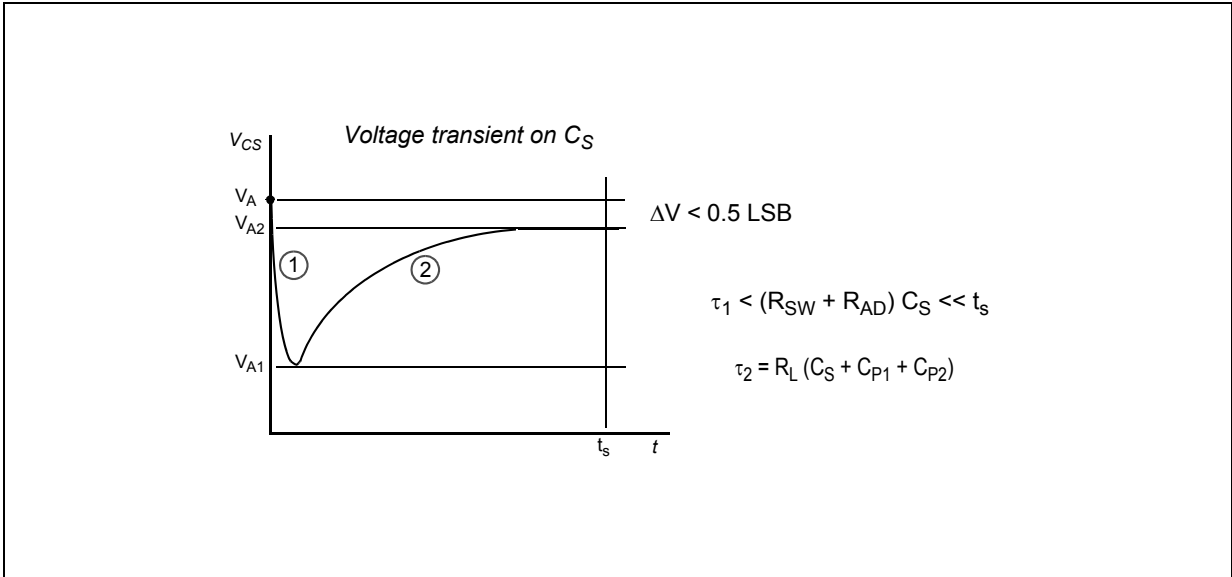 Voltage transient on C_S
V_CS
V_A
V_A2
ΔV < 0.5 LSB
1
2
τ_1 < (R_SW + R_AD) C_S << t_s
V_A1
τ_2 = R_L (C_S + C_P1 + C_P2)
t_s
t